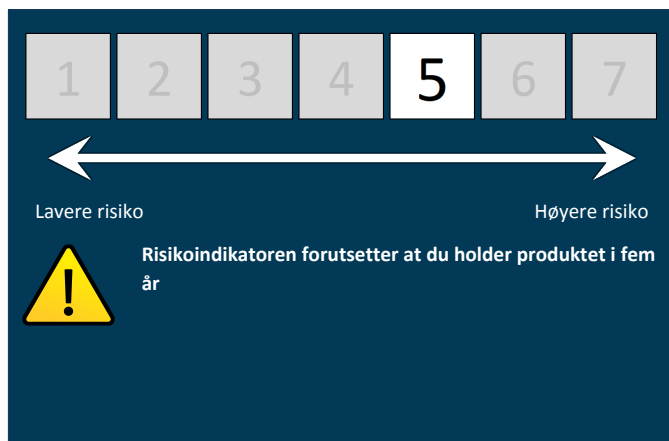 1 2 3 4 5 6 7
Lavere risiko Høyere risiko
Risikoindikatoren forutsetter at du holder produktet i fem
år